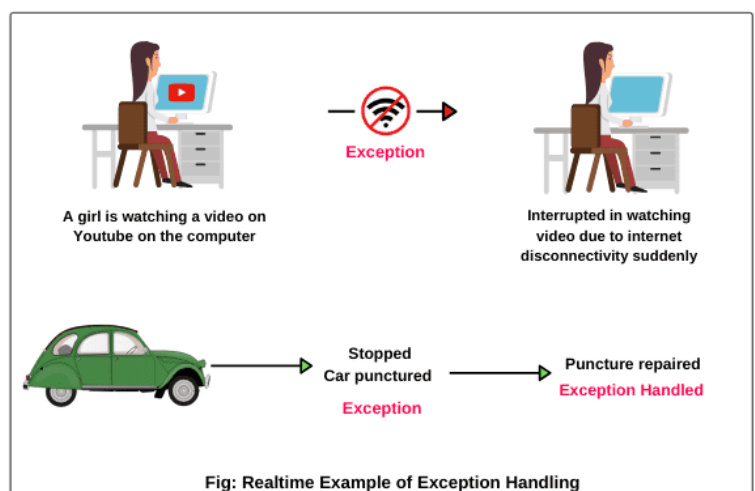 Exception
A girl is watching a video on
Youtube on the computer
Interrupted in watching
video due to internet
disconnectivity suddenly
Stopped
Car punctured
Exception
Puncture repaired
Exception Handled
Fig: Realtime Example of Exception Handling